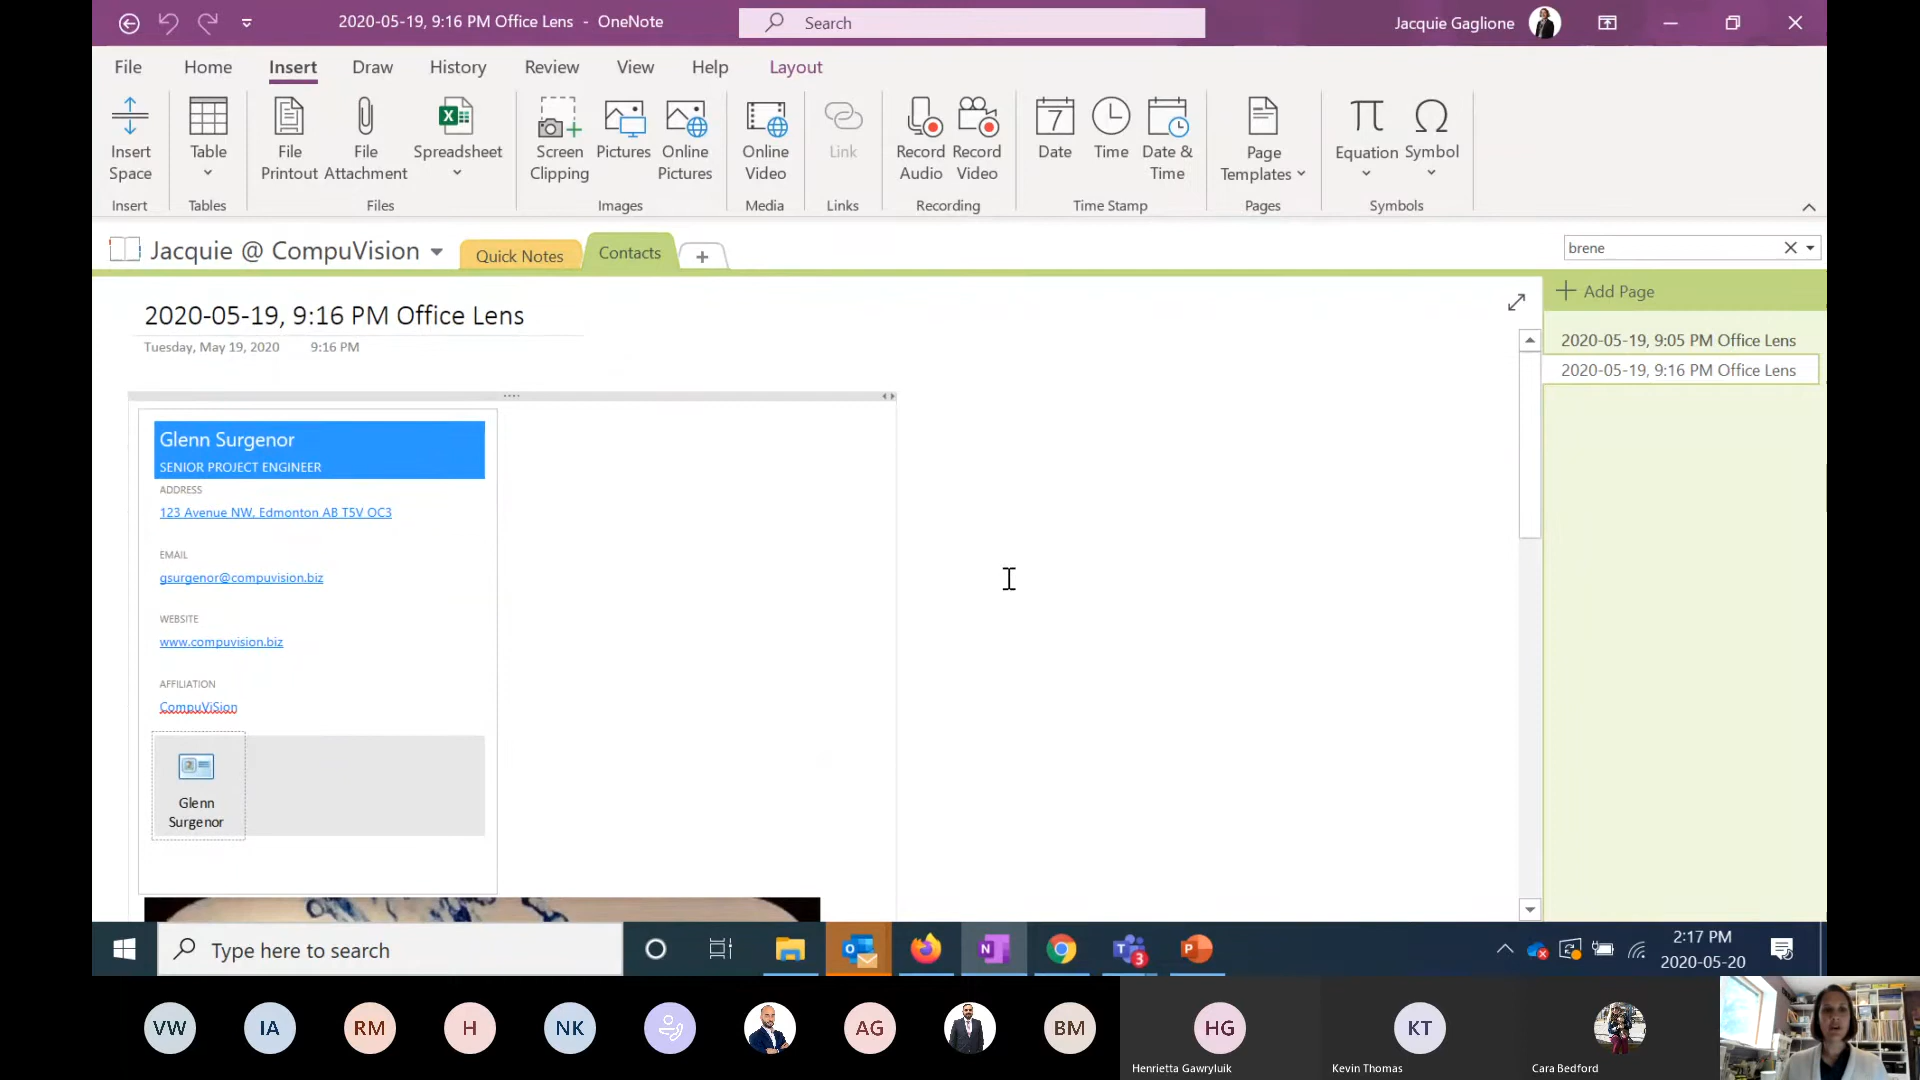 2020-05-19, 9:16 PM Office Lens - OneNote
Search
Jacquie Gaglione
File Home Insert Draw History Review View Help Layout
Insert Space
Table
File Printout
File Attachment
Spreadsheet
Screen Clipping
Pictures
Online Pictures
Online Video
Link
Record Audio
Record Video
7
Date
Time
Date & Time
Page Templates
π
Equation
Ω
Symbol
Insert Tables Files Images Media Links Recording Time Stamp Pages Symbols
Jacquie @ CompuVision
Quick Notes
Contacts
+
brene
Add Page
2020-05-19, 9:05 PM Office Lens
2020-05-19, 9:16 PM Office Lens
2020-05-19, 9:16 PM Office Lens
Tuesday, May 19, 2020 9:16 PM
Glenn Surgenor
SENIOR PROJECT ENGINEER
ADDRESS
123 Avenue NW, Edmonton AB T5V OC3
EMAIL
gsurgenor@compuvision.biz
WEBSITE
www.compuvision.biz
AFFILIATION
CompuViSion
Glenn
Surgenor
Type here to search
3
2:17 PM
2020-05-20
VW IA RM H NK AG BM HG KT
Henrietta Gawryluik
Kevin Thomas
Cara Bedford